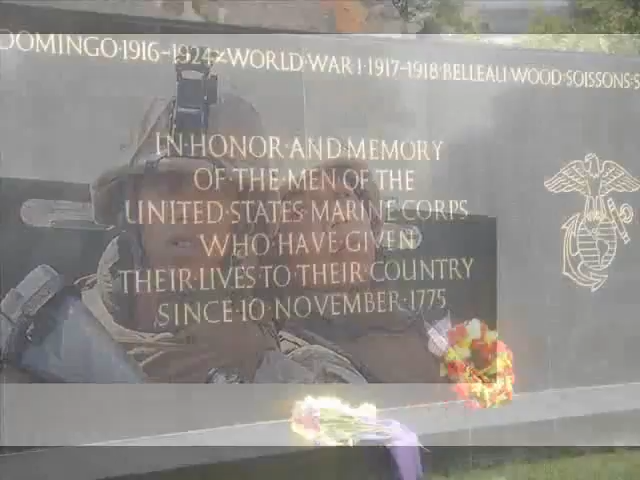 DOMINGO·1916-1924★WORLD·WAR I·1917-1918·BELLEAU WOOD·SOISSONS·S
IN·HONOR·AND·MEMORY
OF·THE·MEN·OF·THE
UNITED·STATES·MARINE·CORPS
WHO·HAVE·GIVEN
THEIR·LIVES·TO·THEIR·COUNTRY
SINCE·10·NOVEMBER·1775